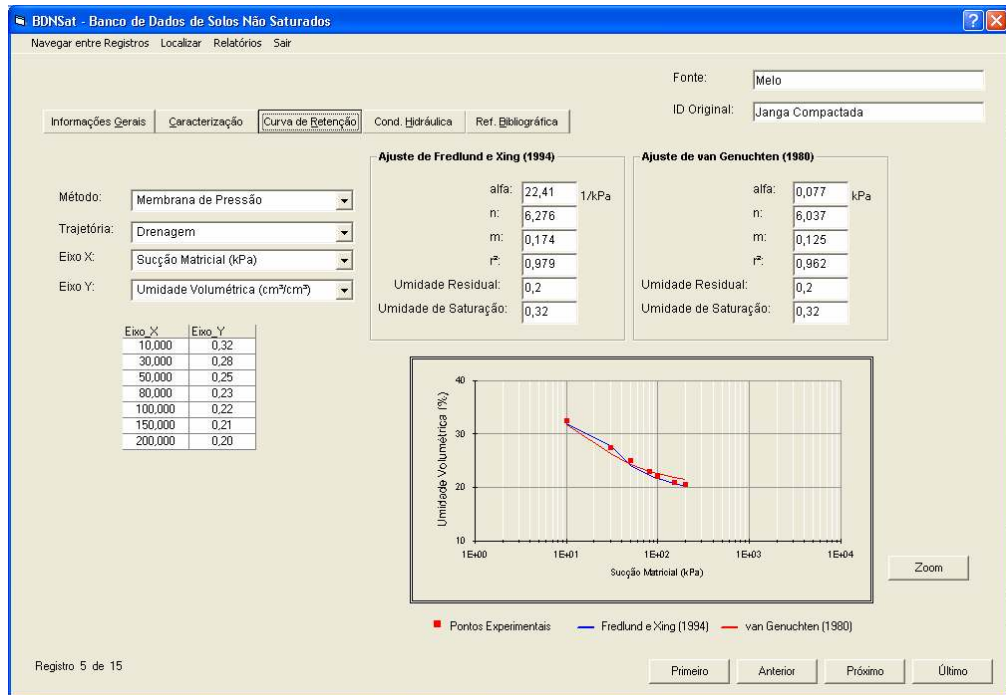 BDNSat - Banco de Dados de Solos Não Saturados
Navegar entre Registros Localizar Relatórios Sair
Fonte: Melo
ID Original: Janga Compactada
Informações Gerais Caracterização Curva de Retenção Cond. Hidráulica Ref. Bibliográfica
Método: Membrana de Pressão
Trajetória: Drenagem
Eixo X: Sucção Matricial (kPa)
Eixo Y: Umidade Volumétrica (cm³/cm³)
Eixo_X Eixo_Y
10,000 0,32
30,000 0,28
50,000 0,25
80,000 0,23
100,000 0,22
150,000 0,21
200,000 0,20
Ajuste de Fredlund e Xing (1994)
alfa: 22,41 1/kPa
n: 6,276
m: 0,174
r²: 0,979
Umidade Residual: 0,2
Umidade de Saturação: 0,32
Ajuste de van Genuchten (1980)
alfa: 0,077 kPa
n: 6,037
m: 0,125
r²: 0,962
Umidade Residual: 0,2
Umidade de Saturação: 0,32
Umidade Volumétrica (%)
40
30
20
10
1E+00 1E+01 1E+02 1E+03 1E+04
Sucção Matricial (kPa)
Zoom
Pontos Experimentais Fredlund e Xing (1994) van Genuchten (1980)
Registro 5 de 15
Primeiro Anterior Próximo Último